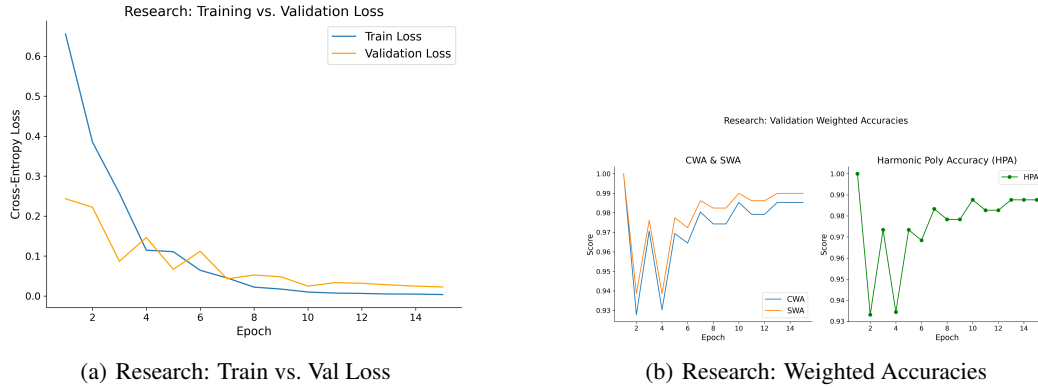 Research: Training vs. Validation Loss
Train Loss
Validation Loss
0.6
0.5
0.4
0.3
0.2
0.1
0.0
Cross-Entropy Loss
2 4 6 8 10 12 14
Epoch
(a) Research: Train vs. Val Loss
Research: Validation Weighted Accuracies
CWA & SWA
1.00
0.99
0.98
0.97
0.96
0.95
0.94
0.93
Score
CWA
SWA
2 4 6 8 10 12 14
Epoch
Harmonic Poly Accuracy (HPA)
HPA
1.00
0.99
0.98
0.97
0.96
0.95
0.94
0.93
Score
2 4 6 8 10 12 14
Epoch
(b) Research: Weighted Accuracies